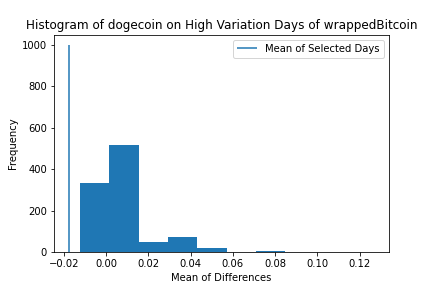 Histogram of dogecoin on High Variation Days of wrappedBitcoin
1000
Mean of Selected Days
800
600
400
200
0
Frequency
−0.02 0.00 0.02 0.04 0.06 0.08 0.10 0.12
Mean of Differences